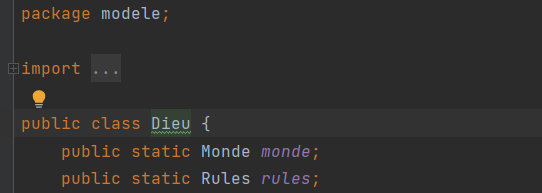 package modele;
import ...
public class Dieu {
public static Monde monde;
public static Rules rules;